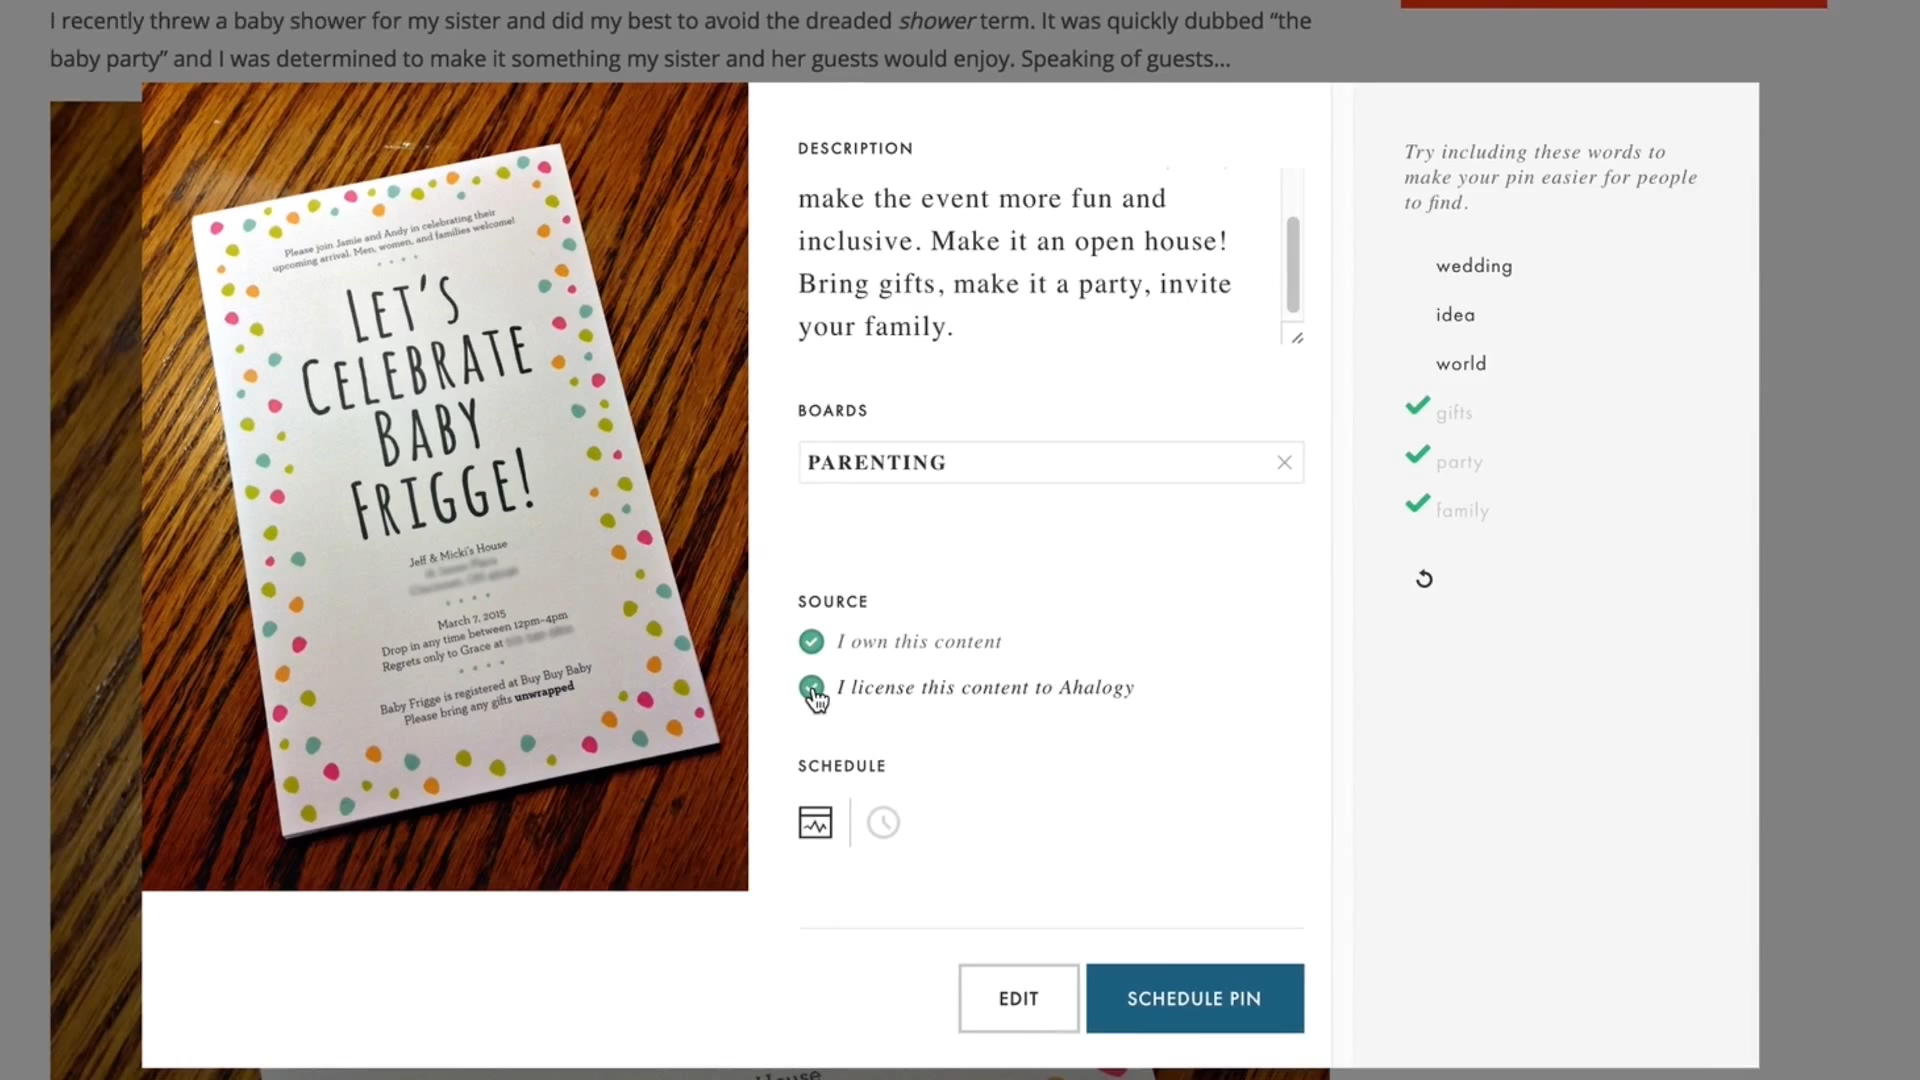 I recently threw a baby shower for my sister and did my best to avoid the dreaded shower term. It was quickly dubbed “the
baby party” and I was determined to make it something my sister and her guests would enjoy. Speaking of guests...
Please join Jamie and Andy in celebrating their
upcoming arrival. Men, women, and families welcome!
LET'S
CELEBRATE
BABY
FRIGGE!
Jeff & Micki's House
March 7, 2015
Drop in any time between 12pm-4pm
Regrets only to Grace at
Baby Frigge is registered at Buy Buy Baby
Please bring any gifts unwrapped
DESCRIPTION
make the event more fun and
inclusive. Make it an open house!
Bring gifts, make it a party, invite
your family.
BOARDS
PARENTING
SOURCE
I own this content
I license this content to Ahalogy
SCHEDULE
EDIT
SCHEDULE PIN
Try including these words to
make your pin easier for people
to find.
wedding
idea
world
gifts
party
family